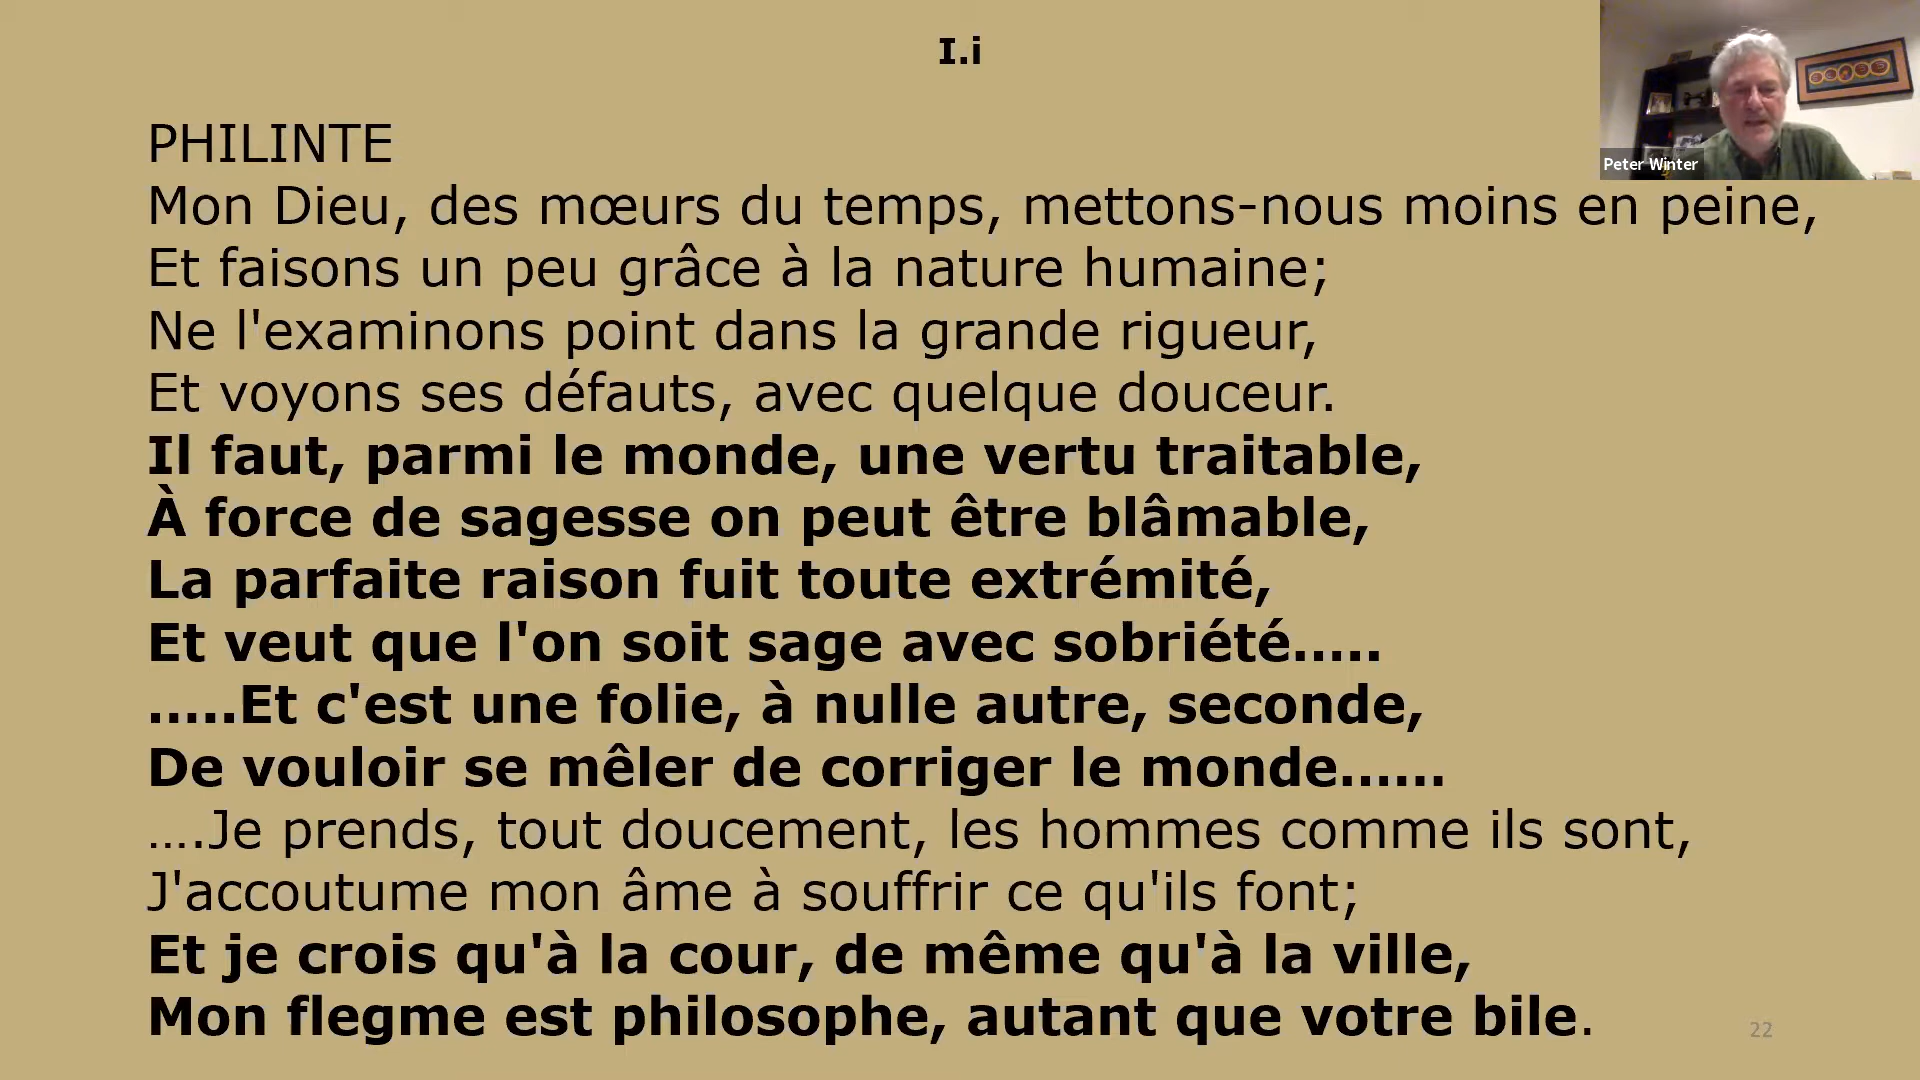 I.i
Peter Winter
PHILINTE
Mon Dieu, des mœurs du temps, mettons-nous moins en peine,
Et faisons un peu grâce à la nature humaine;
Ne l'examinons point dans la grande rigueur,
Et voyons ses défauts, avec quelque douceur.
Il faut, parmi le monde, une vertu traitable,
À force de sagesse on peut être blâmable,
La parfaite raison fuit toute extrémité,
Et veut que l'on soit sage avec sobriété.....
.....Et c'est une folie, à nulle autre, seconde,
De vouloir se mêler de corriger le monde......
....Je prends, tout doucement, les hommes comme ils sont,
J'accoutume mon âme à souffrir ce qu'ils font;
Et je crois qu'à la cour, de même qu'à la ville,
Mon flegme est philosophe, autant que votre bile.
22